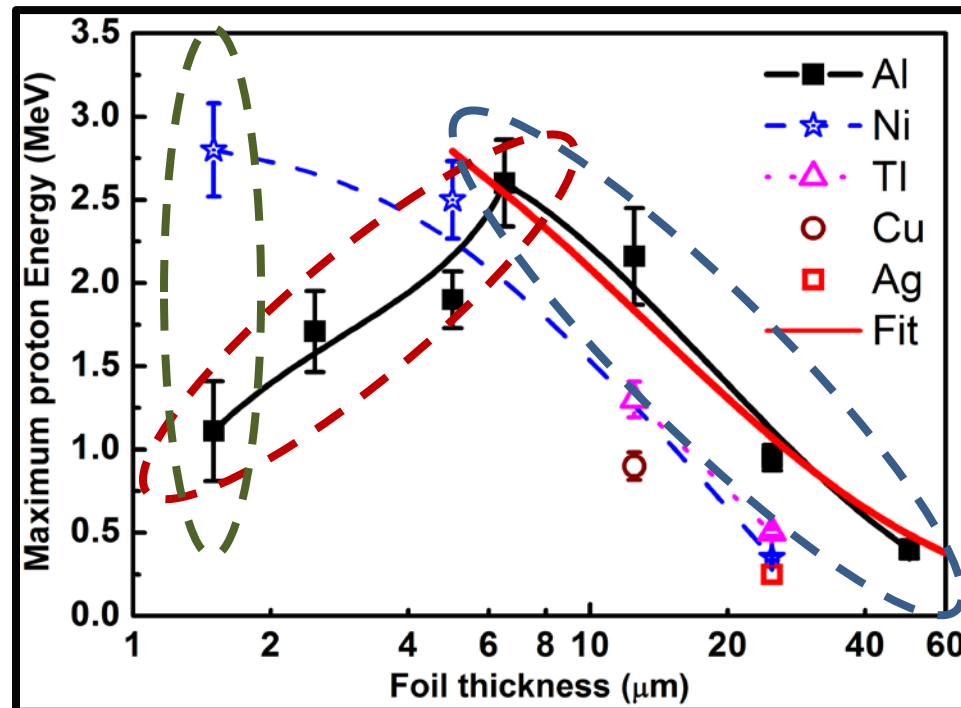 Maximum proton Energy (MeV)
3.5
3.0
2.5
2.0
1.5
1.0
0.5
0.0
Al
Ni
Tl
Cu
Ag
Fit
1 2 4 6 8 10 20 40 60
Foil thickness (μm)